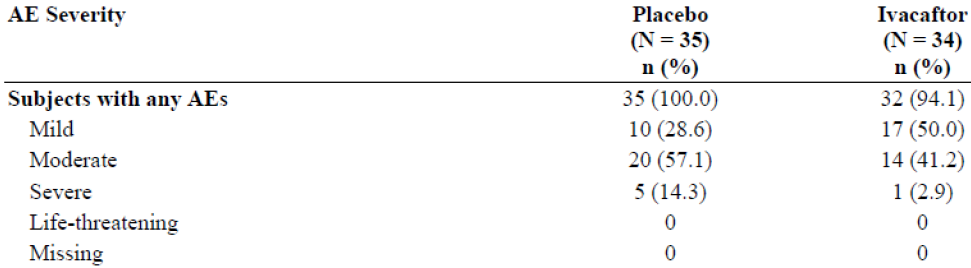 AE Severity Placebo Ivacaftor
(N = 35) (N = 34)
n (%) n (%)
Subjects with any AEs 35 (100.0) 32 (94.1)
Mild 10 (28.6) 17 (50.0)
Moderate 20 (57.1) 14 (41.2)
Severe 5 (14.3) 1 (2.9)
Life-threatening 0 0
Missing 0 0